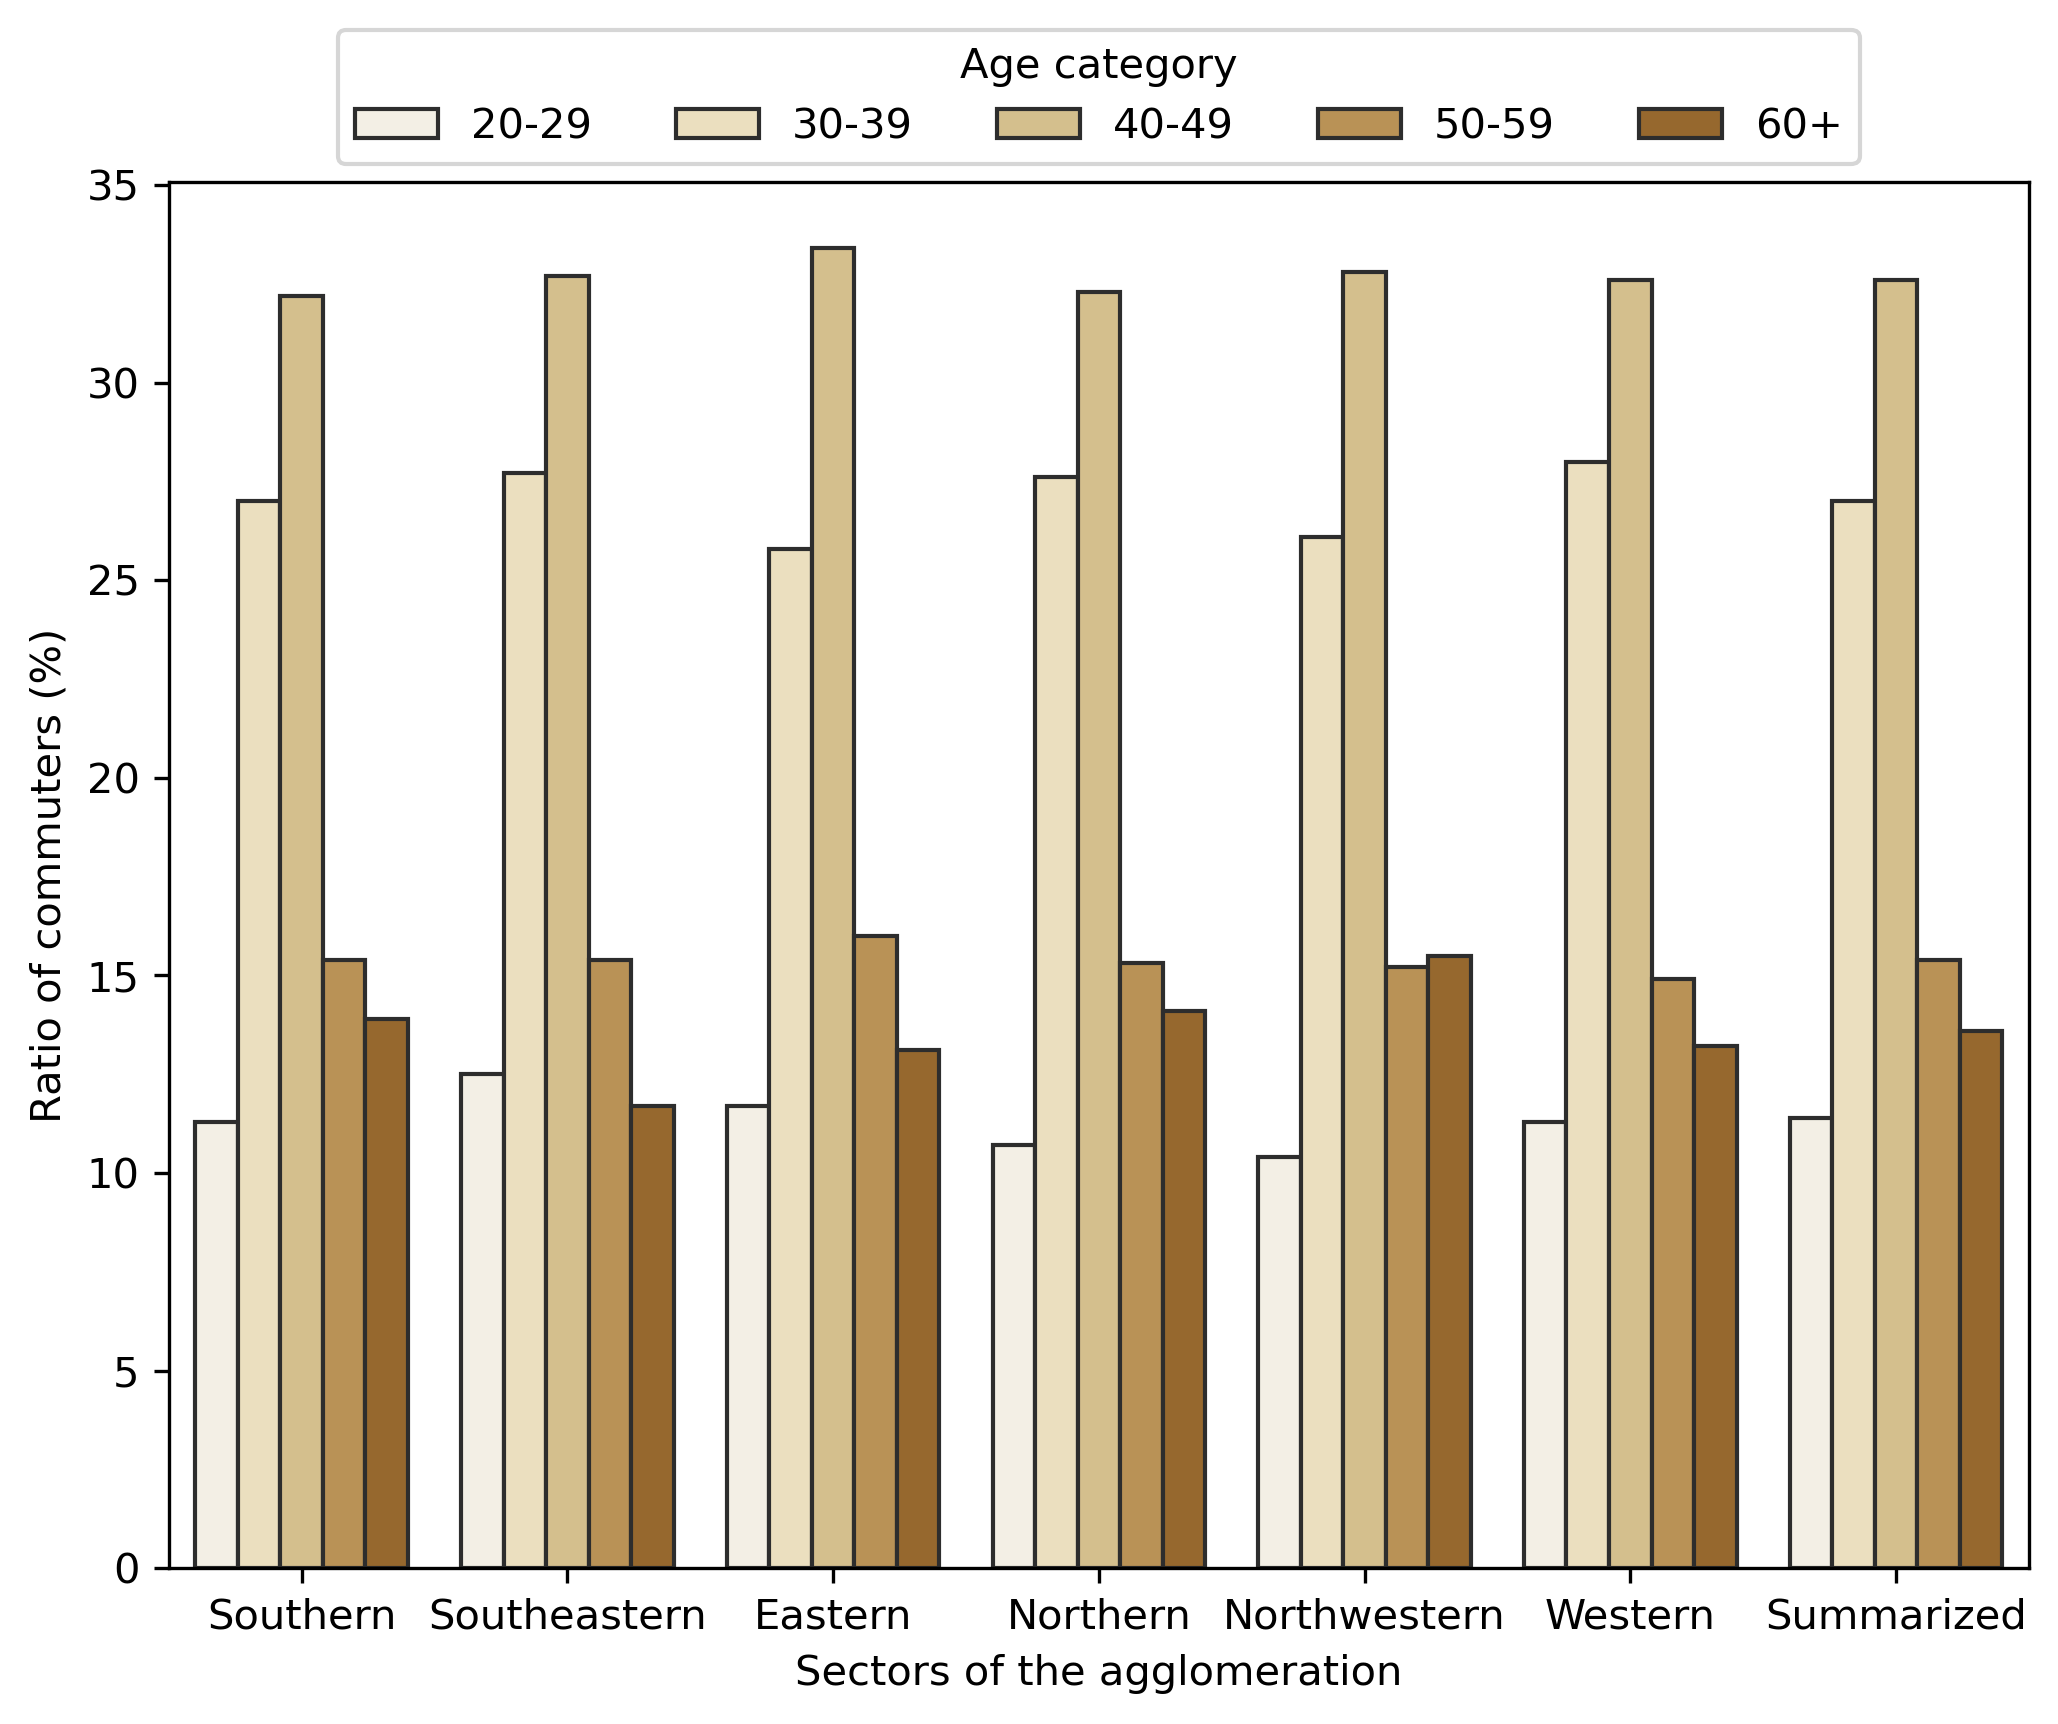 Age category
20-29 30-39 40-49 50-59 60+
35
30
25
20
15
10
5
0
Ratio of commuters (%)
Southern Southeastern Eastern Northern Northwestern Western Summarized
Sectors of the agglomeration